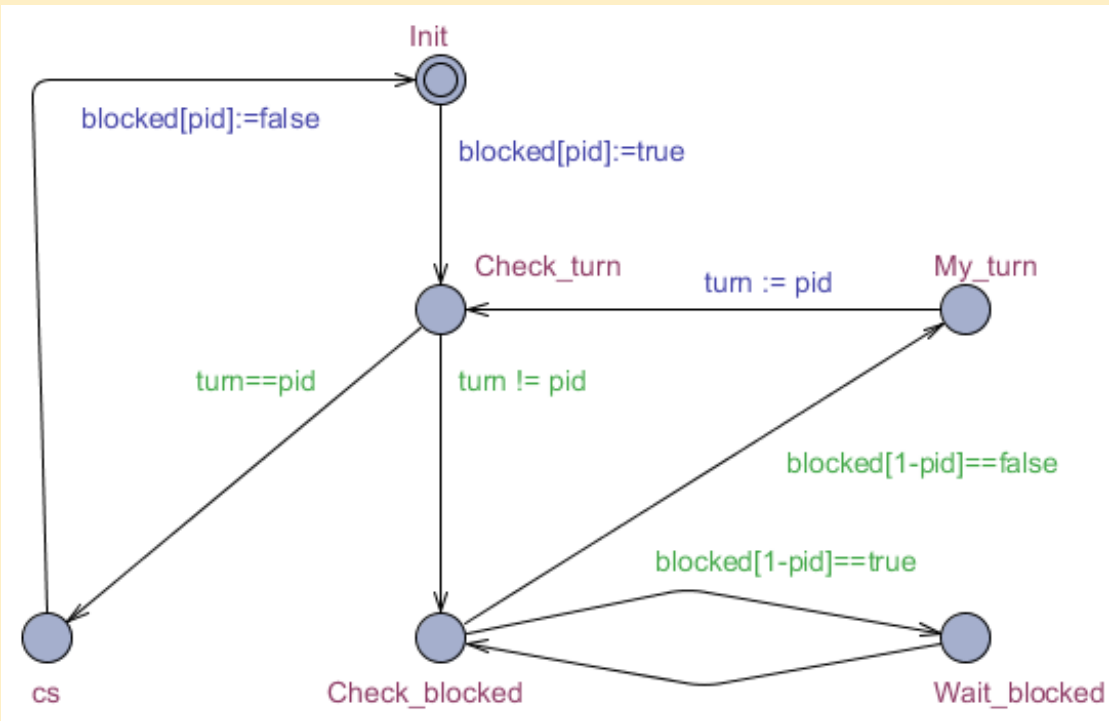 Init
blocked[pid]:=false
blocked[pid]:=true
Check_turn
My_turn
turn := pid
turn==pid
turn != pid
blocked[1-pid]==false
blocked[1-pid]==true
cs
Check_blocked
Wait_blocked